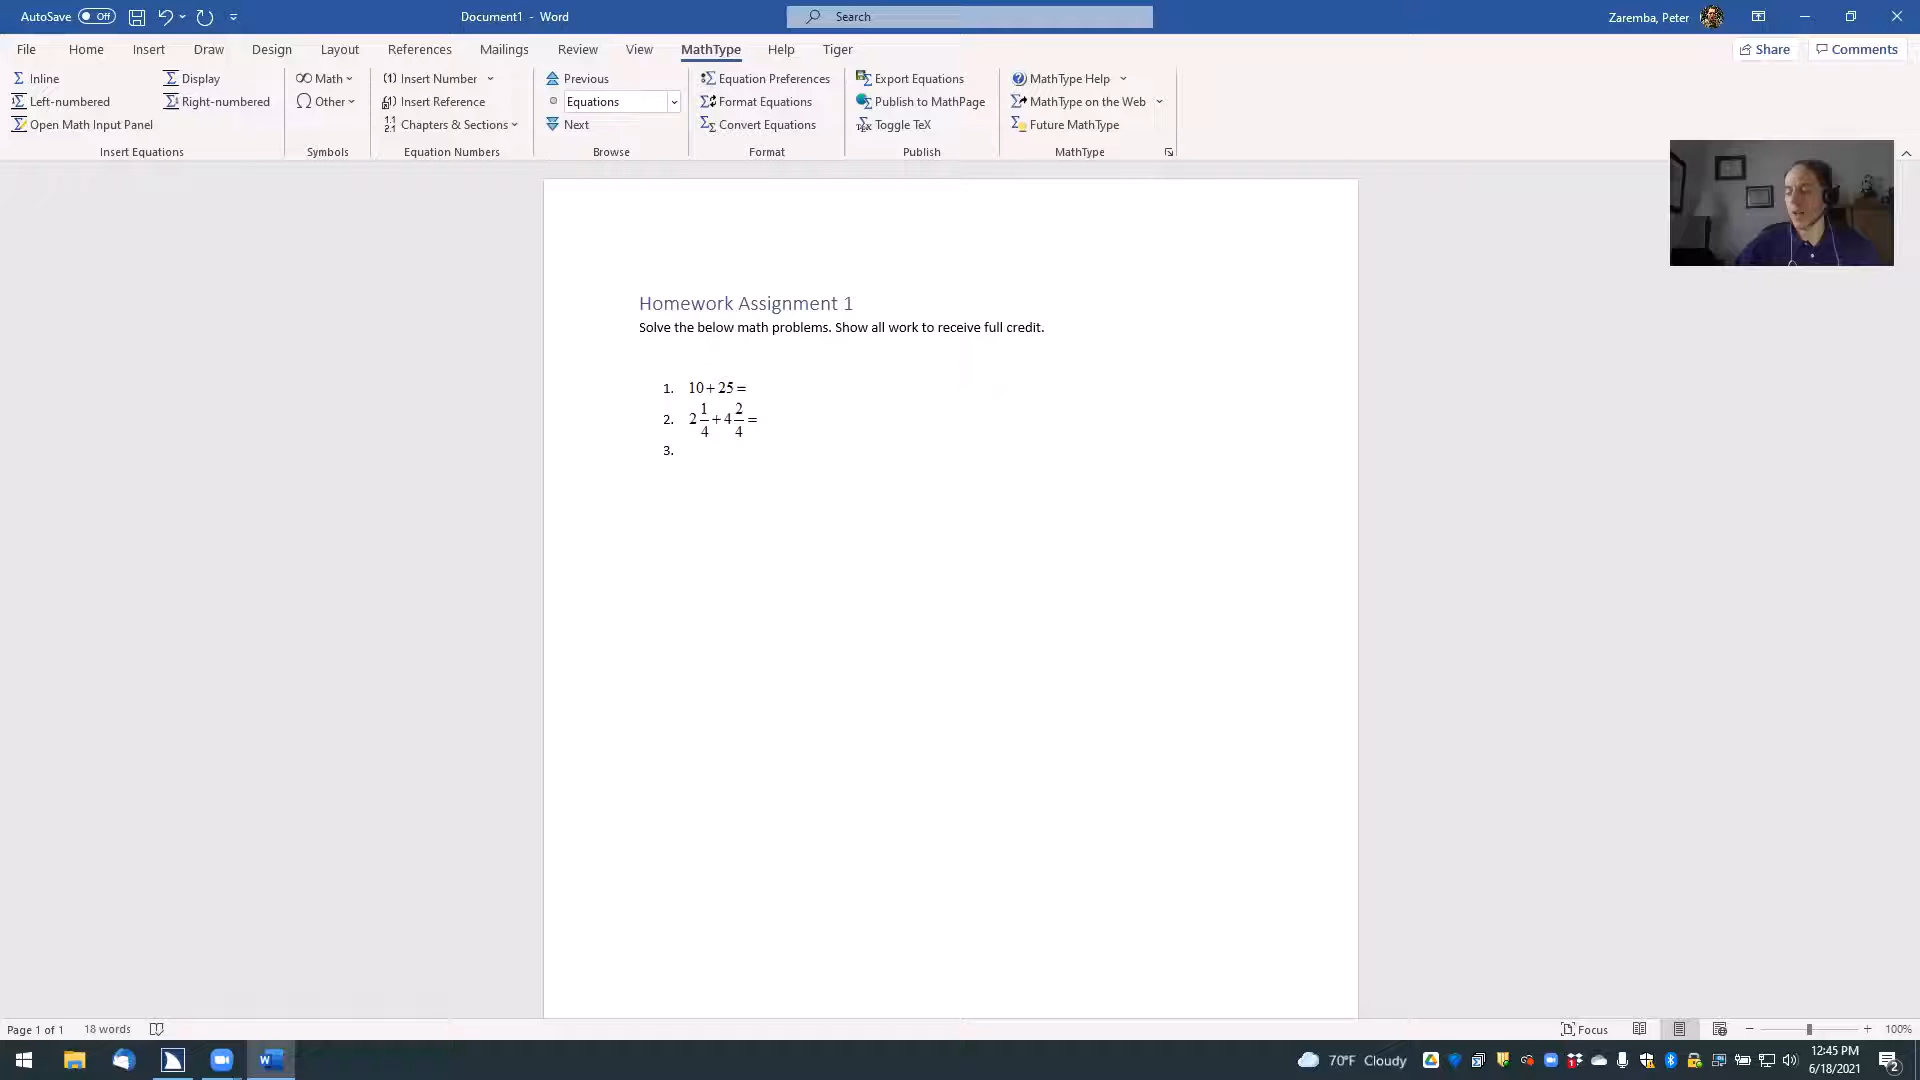 AutoSave Off
Document1 - Word
Search
Zaremba, Peter
File Home Insert Draw Design Layout References Mailings Review View MathType Help Tiger
Share Comments
Inline Display
Left-numbered Right-numbered
Open Math Input Panel
Insert Equations
Math
Other
Symbols
(1) Insert Number
Insert Reference
Chapters & Sections
Equation Numbers
Previous
Equations
Next
Browse
Equation Preferences
Format Equations
Convert Equations
Format
Export Equations
Publish to MathPage
Toggle TeX
Publish
MathType Help
MathType on the Web
Future MathType
MathType
Homework Assignment 1
Solve the below math problems. Show all work to receive full credit.
1. 10+25=
2. 2 1/4 + 4 2/4 =
3.
Page 1 of 1 18 words
Focus
100%
70°F Cloudy
12:45 PM
6/18/2021
2